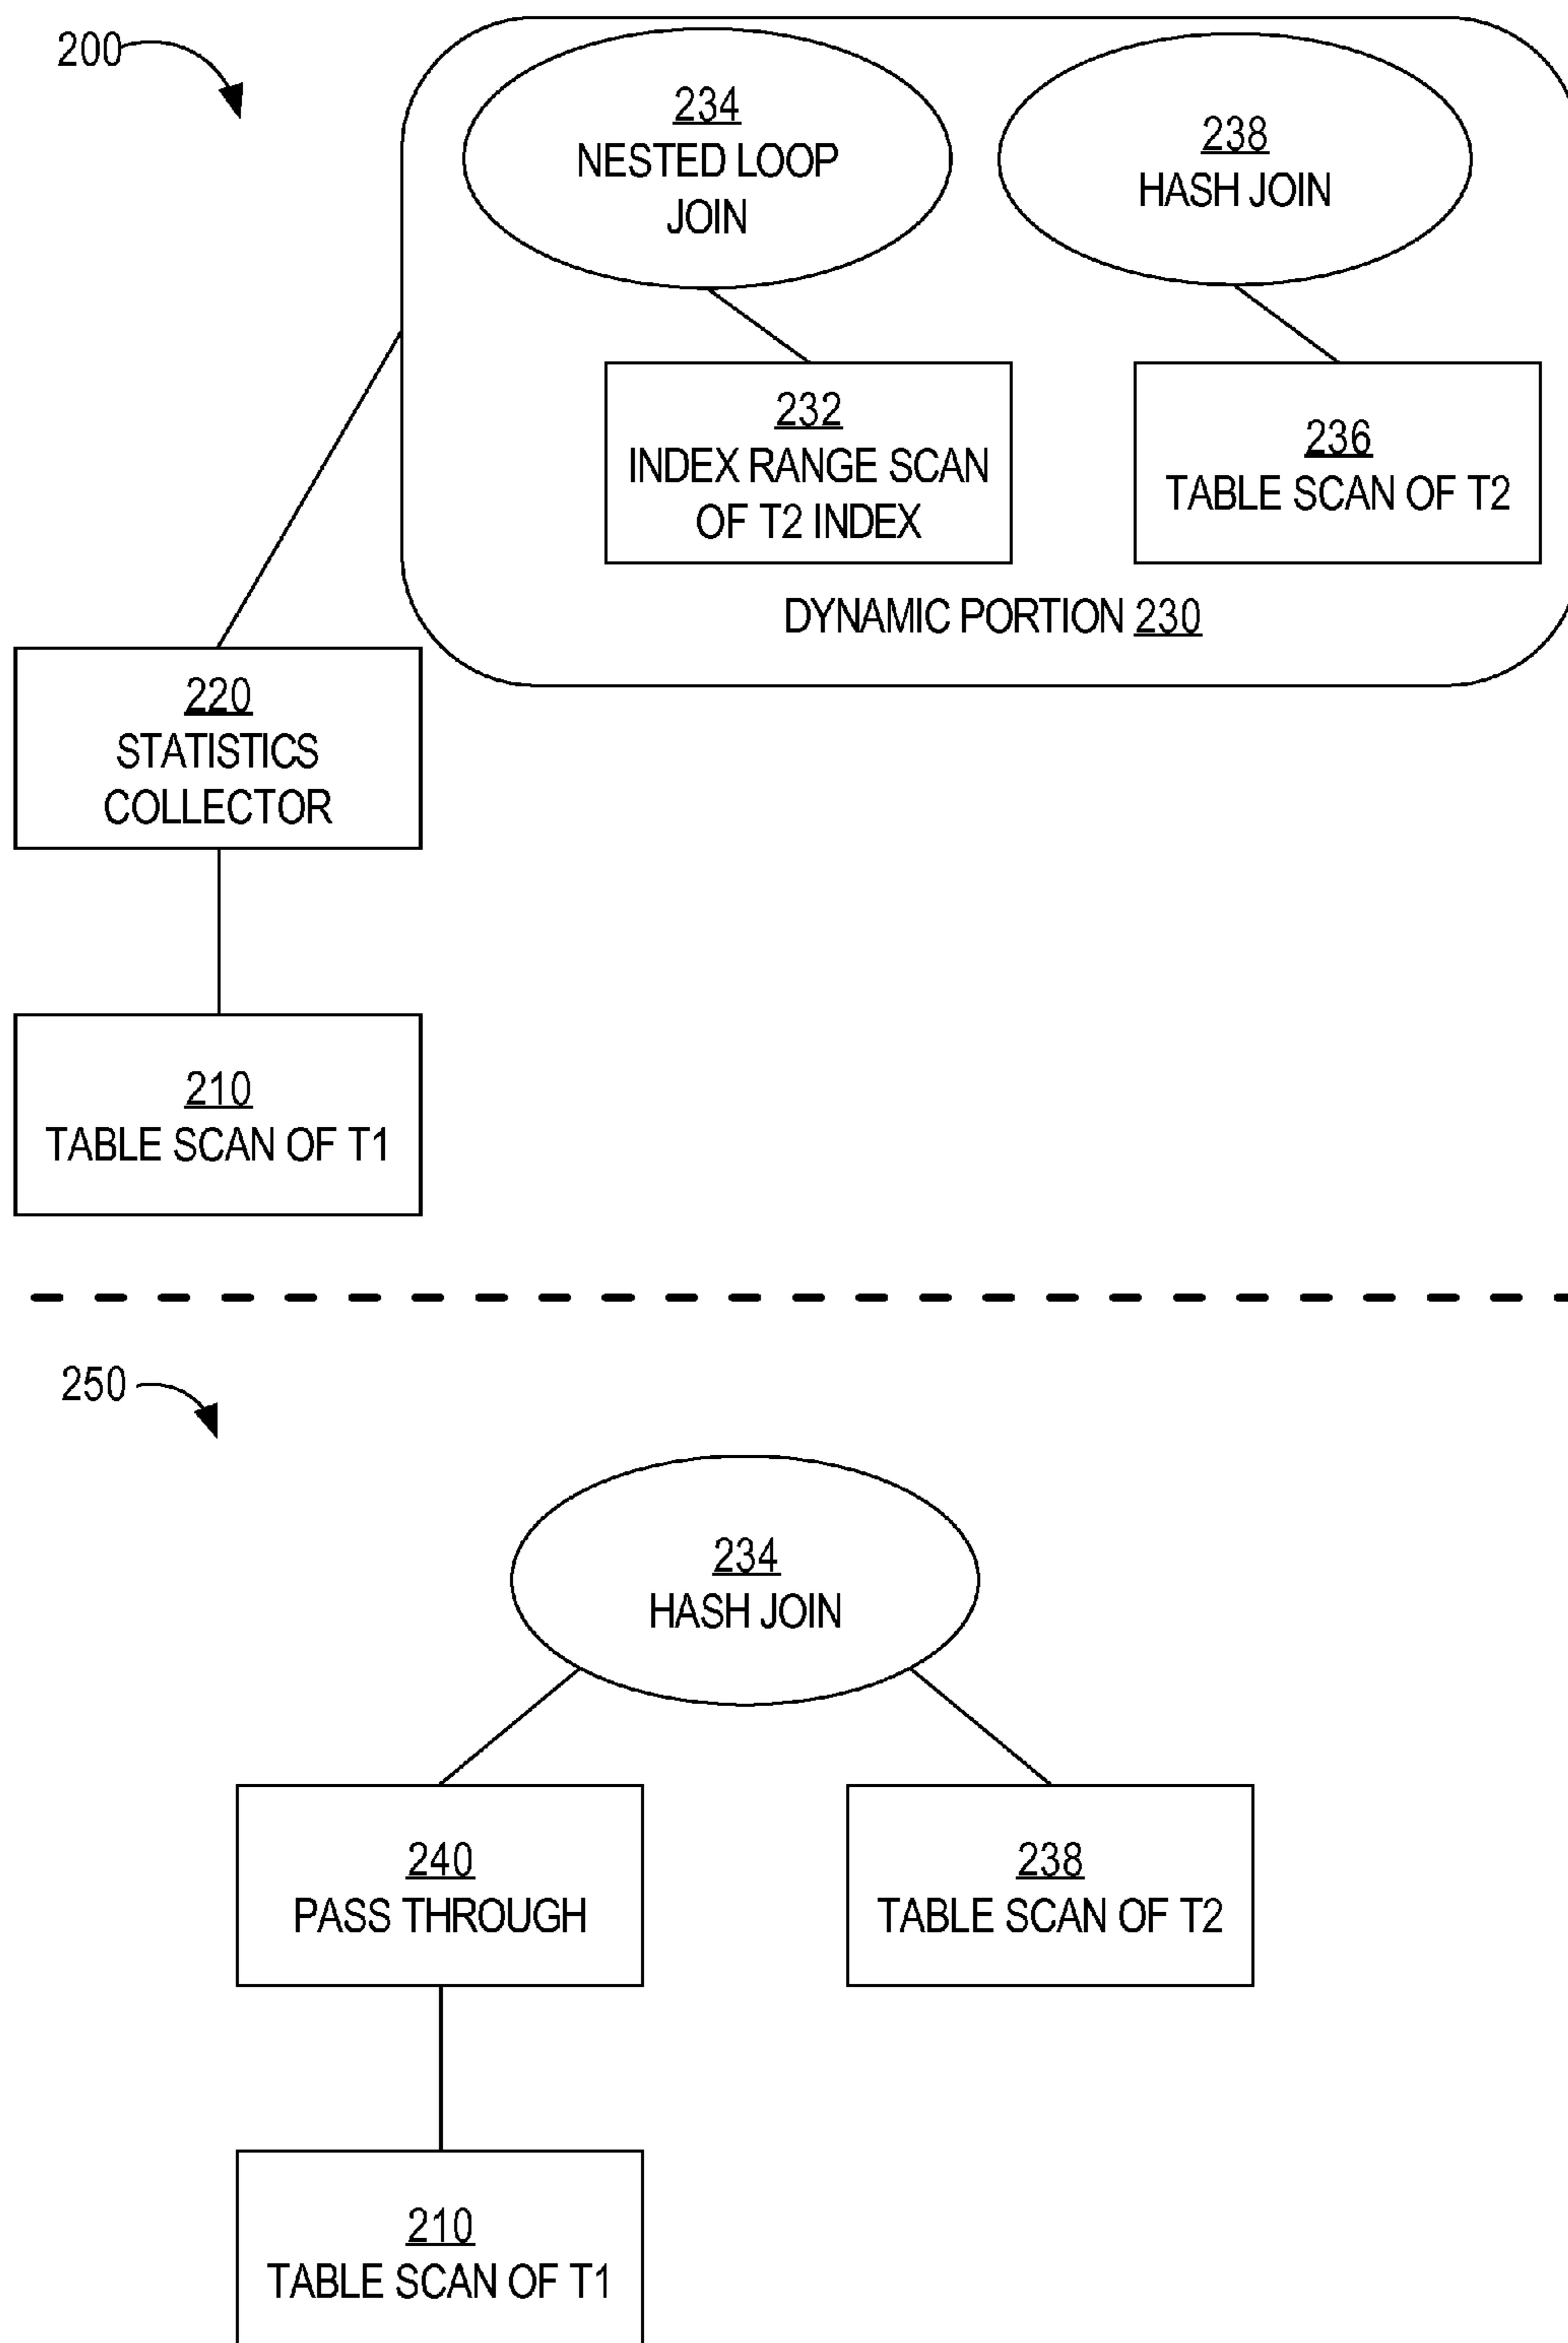 200
234
NESTED LOOP
JOIN
238
HASH JOIN
232
INDEX RANGE SCAN
OF T2 INDEX
236
TABLE SCAN OF T2
DYNAMIC PORTION 230
220
STATISTICS
COLLECTOR
210
TABLE SCAN OF T1
250
234
HASH JOIN
240
PASS THROUGH
238
TABLE SCAN OF T2
210
TABLE SCAN OF T1